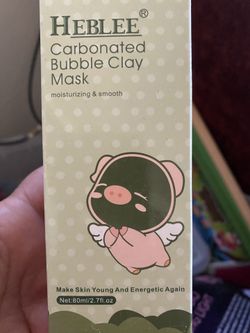 HEBLEE®
Carbonated
Bubble Clay
Mask
moisturizing & smooth
Make Skin Young And Energetic Again
Net:80ml/2.7fl.oz